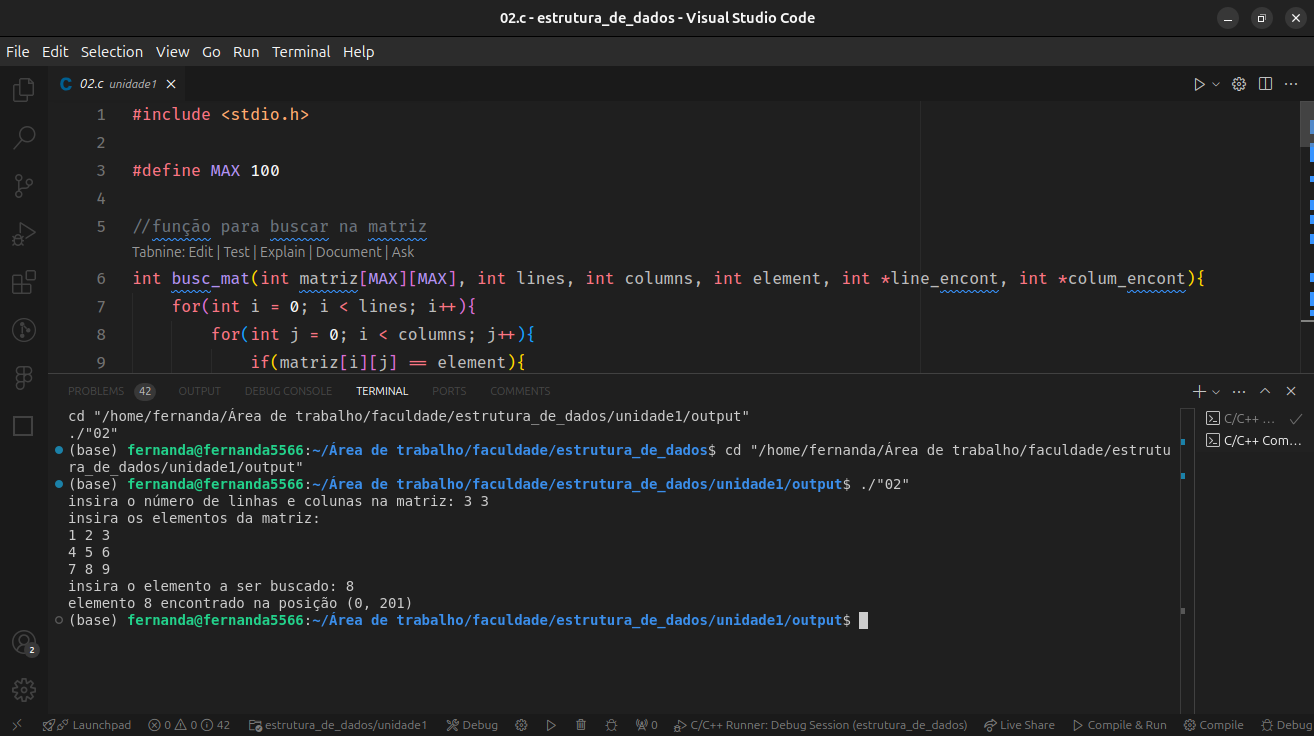 02.c - estrutura_de_dados - Visual Studio Code
File Edit Selection View Go Run Terminal Help
C 02.c unidade1
1 #include <stdio.h>
2
3 #define MAX 100
4
5 //função para buscar na matriz
Tabnine: Edit | Test | Explain | Document | Ask
6 int busc_mat(int matriz[MAX][MAX], int lines, int columns, int element, int *line_encont, int *colum_encont){
7 for(int i = 0; i < lines; i++){
8 for(int j = 0; i < columns; j++){
9 if(matriz[i][j] == element){
PROBLEMS 42 OUTPUT DEBUG CONSOLE TERMINAL PORTS COMMENTS
cd "/home/fernanda/Área de trabalho/faculdade/estrutura_de_dados/unidade1/output"
./"02"
(base) fernanda@fernanda5566:~/Área de trabalho/faculdade/estrutura_de_dados$ cd "/home/fernanda/Área de trabalho/faculdade/estrutu
ra_de_dados/unidade1/output"
(base) fernanda@fernanda5566:~/Área de trabalho/faculdade/estrutura_de_dados/unidade1/output$ ./"02"
insira o número de linhas e colunas na matriz: 3 3
insira os elementos da matriz:
1 2 3
4 5 6
7 8 9
insira o elemento a ser buscado: 8
elemento 8 encontrado na posição (0, 201)
(base) fernanda@fernanda5566:~/Área de trabalho/faculdade/estrutura_de_dados/unidade1/output$
C/C++ ...
C/C++ Com...
2
Launchpad 0 0 42 estrutura_de_dados/unidade1 Debug 0 C/C++ Runner: Debug Session (estrutura_de_dados) Live Share Compile & Run Compile Debug